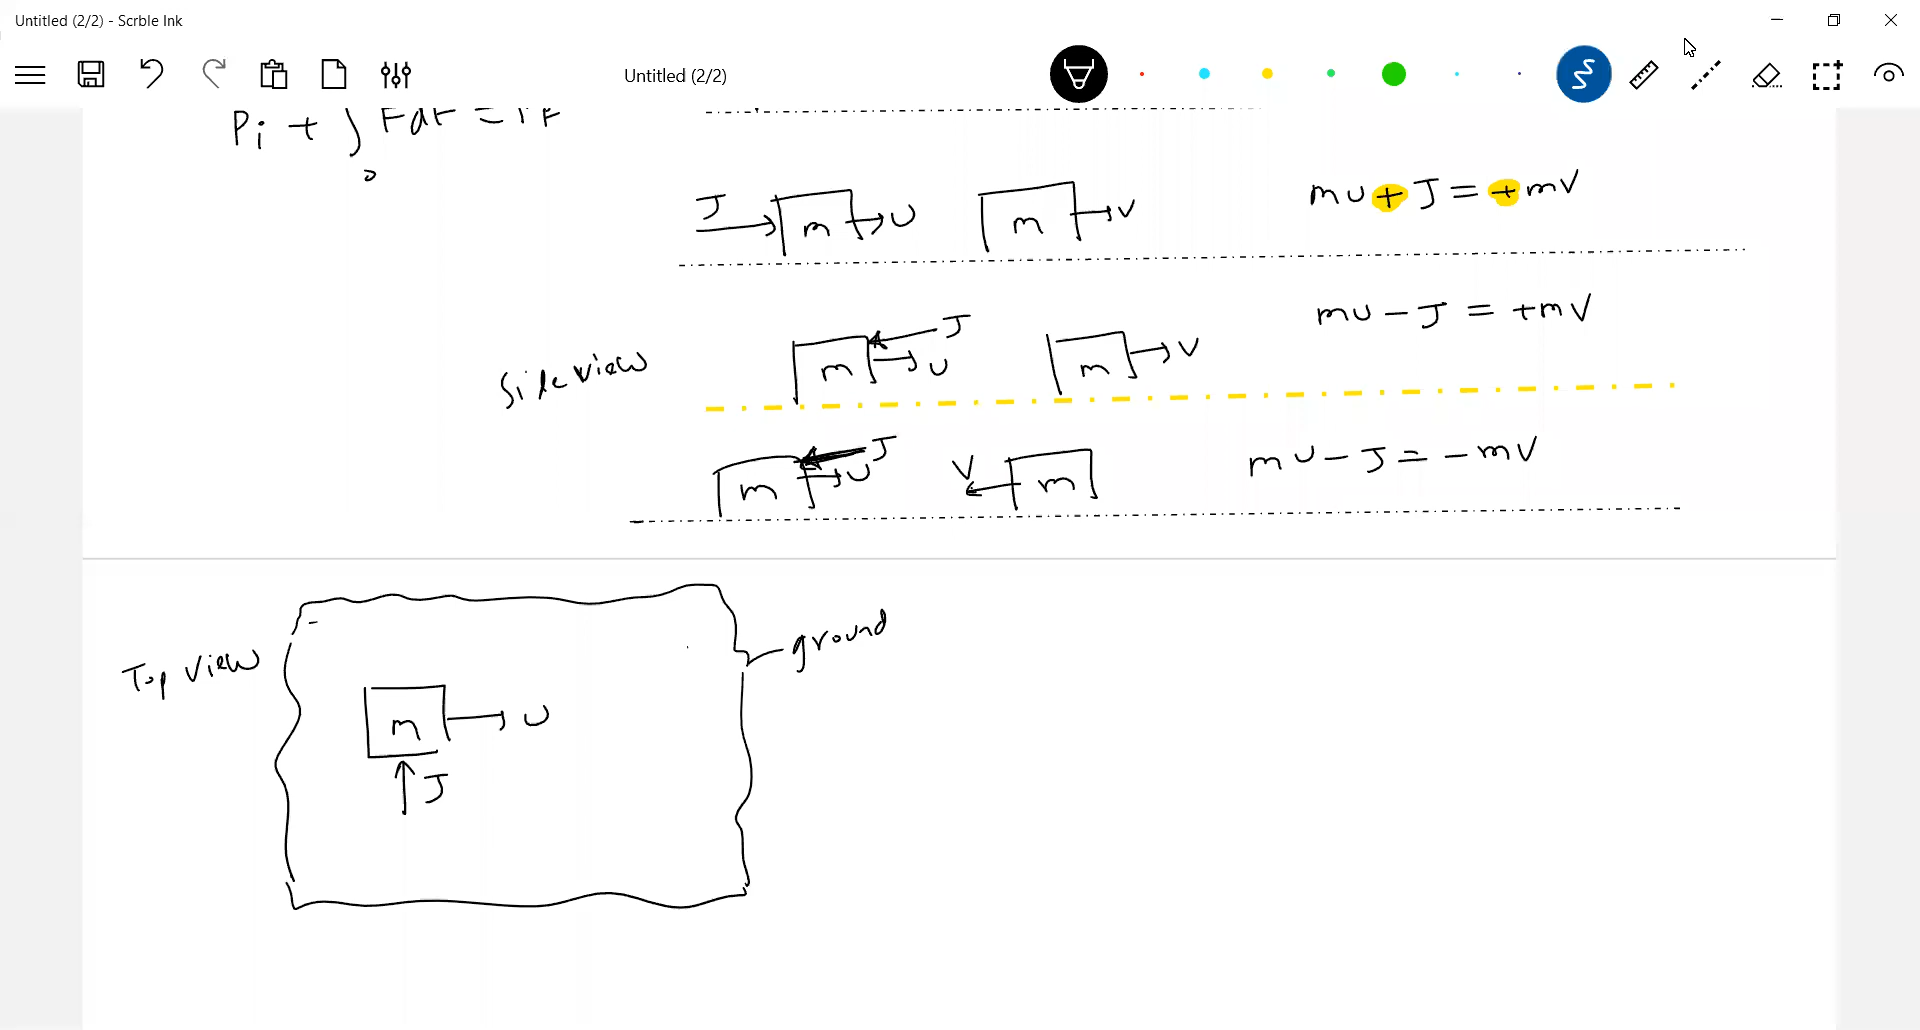 Untitled (2/2) - Scrble Ink
Untitled (2/2)
Pi + ∫ Fdt = PF
0
J m U m V mU + J = + mV
Side view
m J U m V mU - J = + mV
m J U V m mU - J = - mV
Top view
ground
m U
J